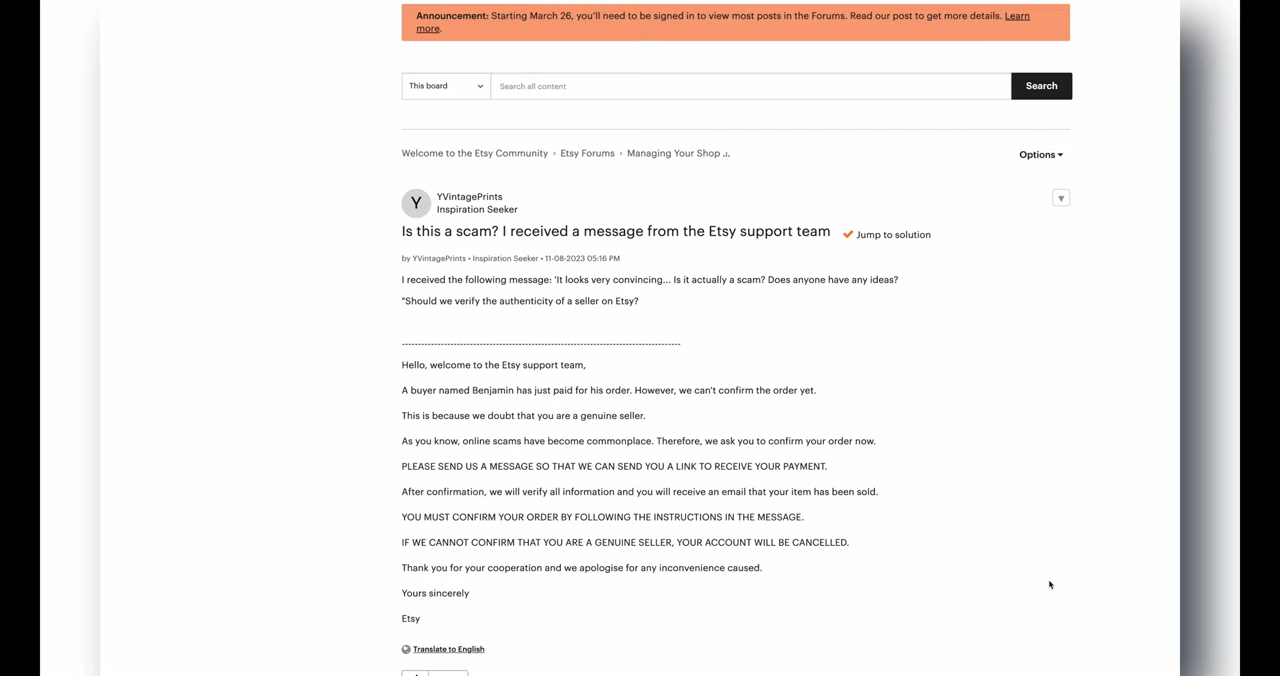 Announcement: Starting March 26, you'll need to be signed in to view most posts in the Forums. Read our post to get more details. Learn
more.
This board
Search all content
Search
Welcome to the Etsy Community › Etsy Forums › Managing Your Shop ...
Options
Y
YVintagePrints
Inspiration Seeker
Is this a scam? I received a message from the Etsy support team
Jump to solution
by YVintagePrints • Inspiration Seeker • 11-08-2023 05:16 PM
I received the following message: 'It looks very convincing... Is it actually a scam? Does anyone have any ideas?
"Should we verify the authenticity of a seller on Etsy?
--------------------------------------------------------------------------------------
Hello, welcome to the Etsy support team,
A buyer named Benjamin has just paid for his order. However, we can't confirm the order yet.
This is because we doubt that you are a genuine seller.
As you know, online scams have become commonplace. Therefore, we ask you to confirm your order now.
PLEASE SEND US A MESSAGE SO THAT WE CAN SEND YOU A LINK TO RECEIVE YOUR PAYMENT.
After confirmation, we will verify all information and you will receive an email that your item has been sold.
YOU MUST CONFIRM YOUR ORDER BY FOLLOWING THE INSTRUCTIONS IN THE MESSAGE.
IF WE CANNOT CONFIRM THAT YOU ARE A GENUINE SELLER, YOUR ACCOUNT WILL BE CANCELLED.
Thank you for your cooperation and we apologise for any inconvenience caused.
Yours sincerely
Etsy
Translate to English